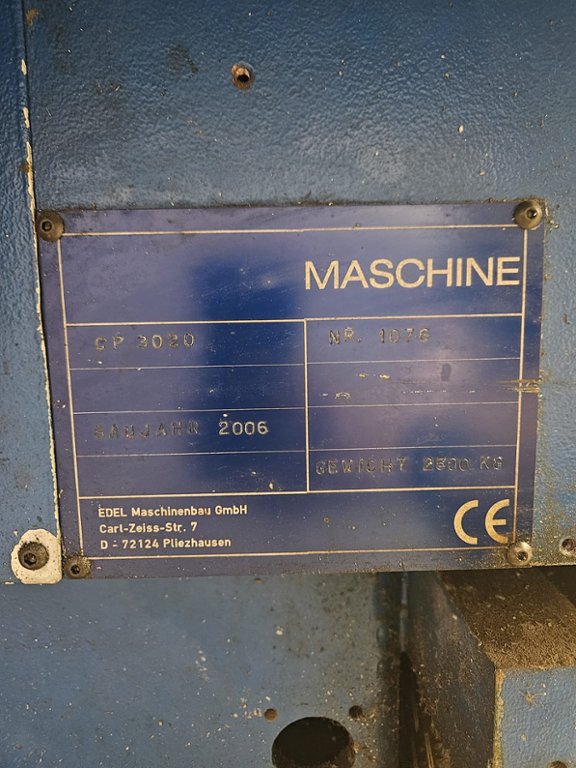 MASCHINE
CP 3020
NR. 1076
BAUJAHR 2006
GEWICHT 2500 KG
EDEL Maschinenbau GmbH
Carl-Zeiss-Str. 7
D - 72124 Pliezhausen
CE